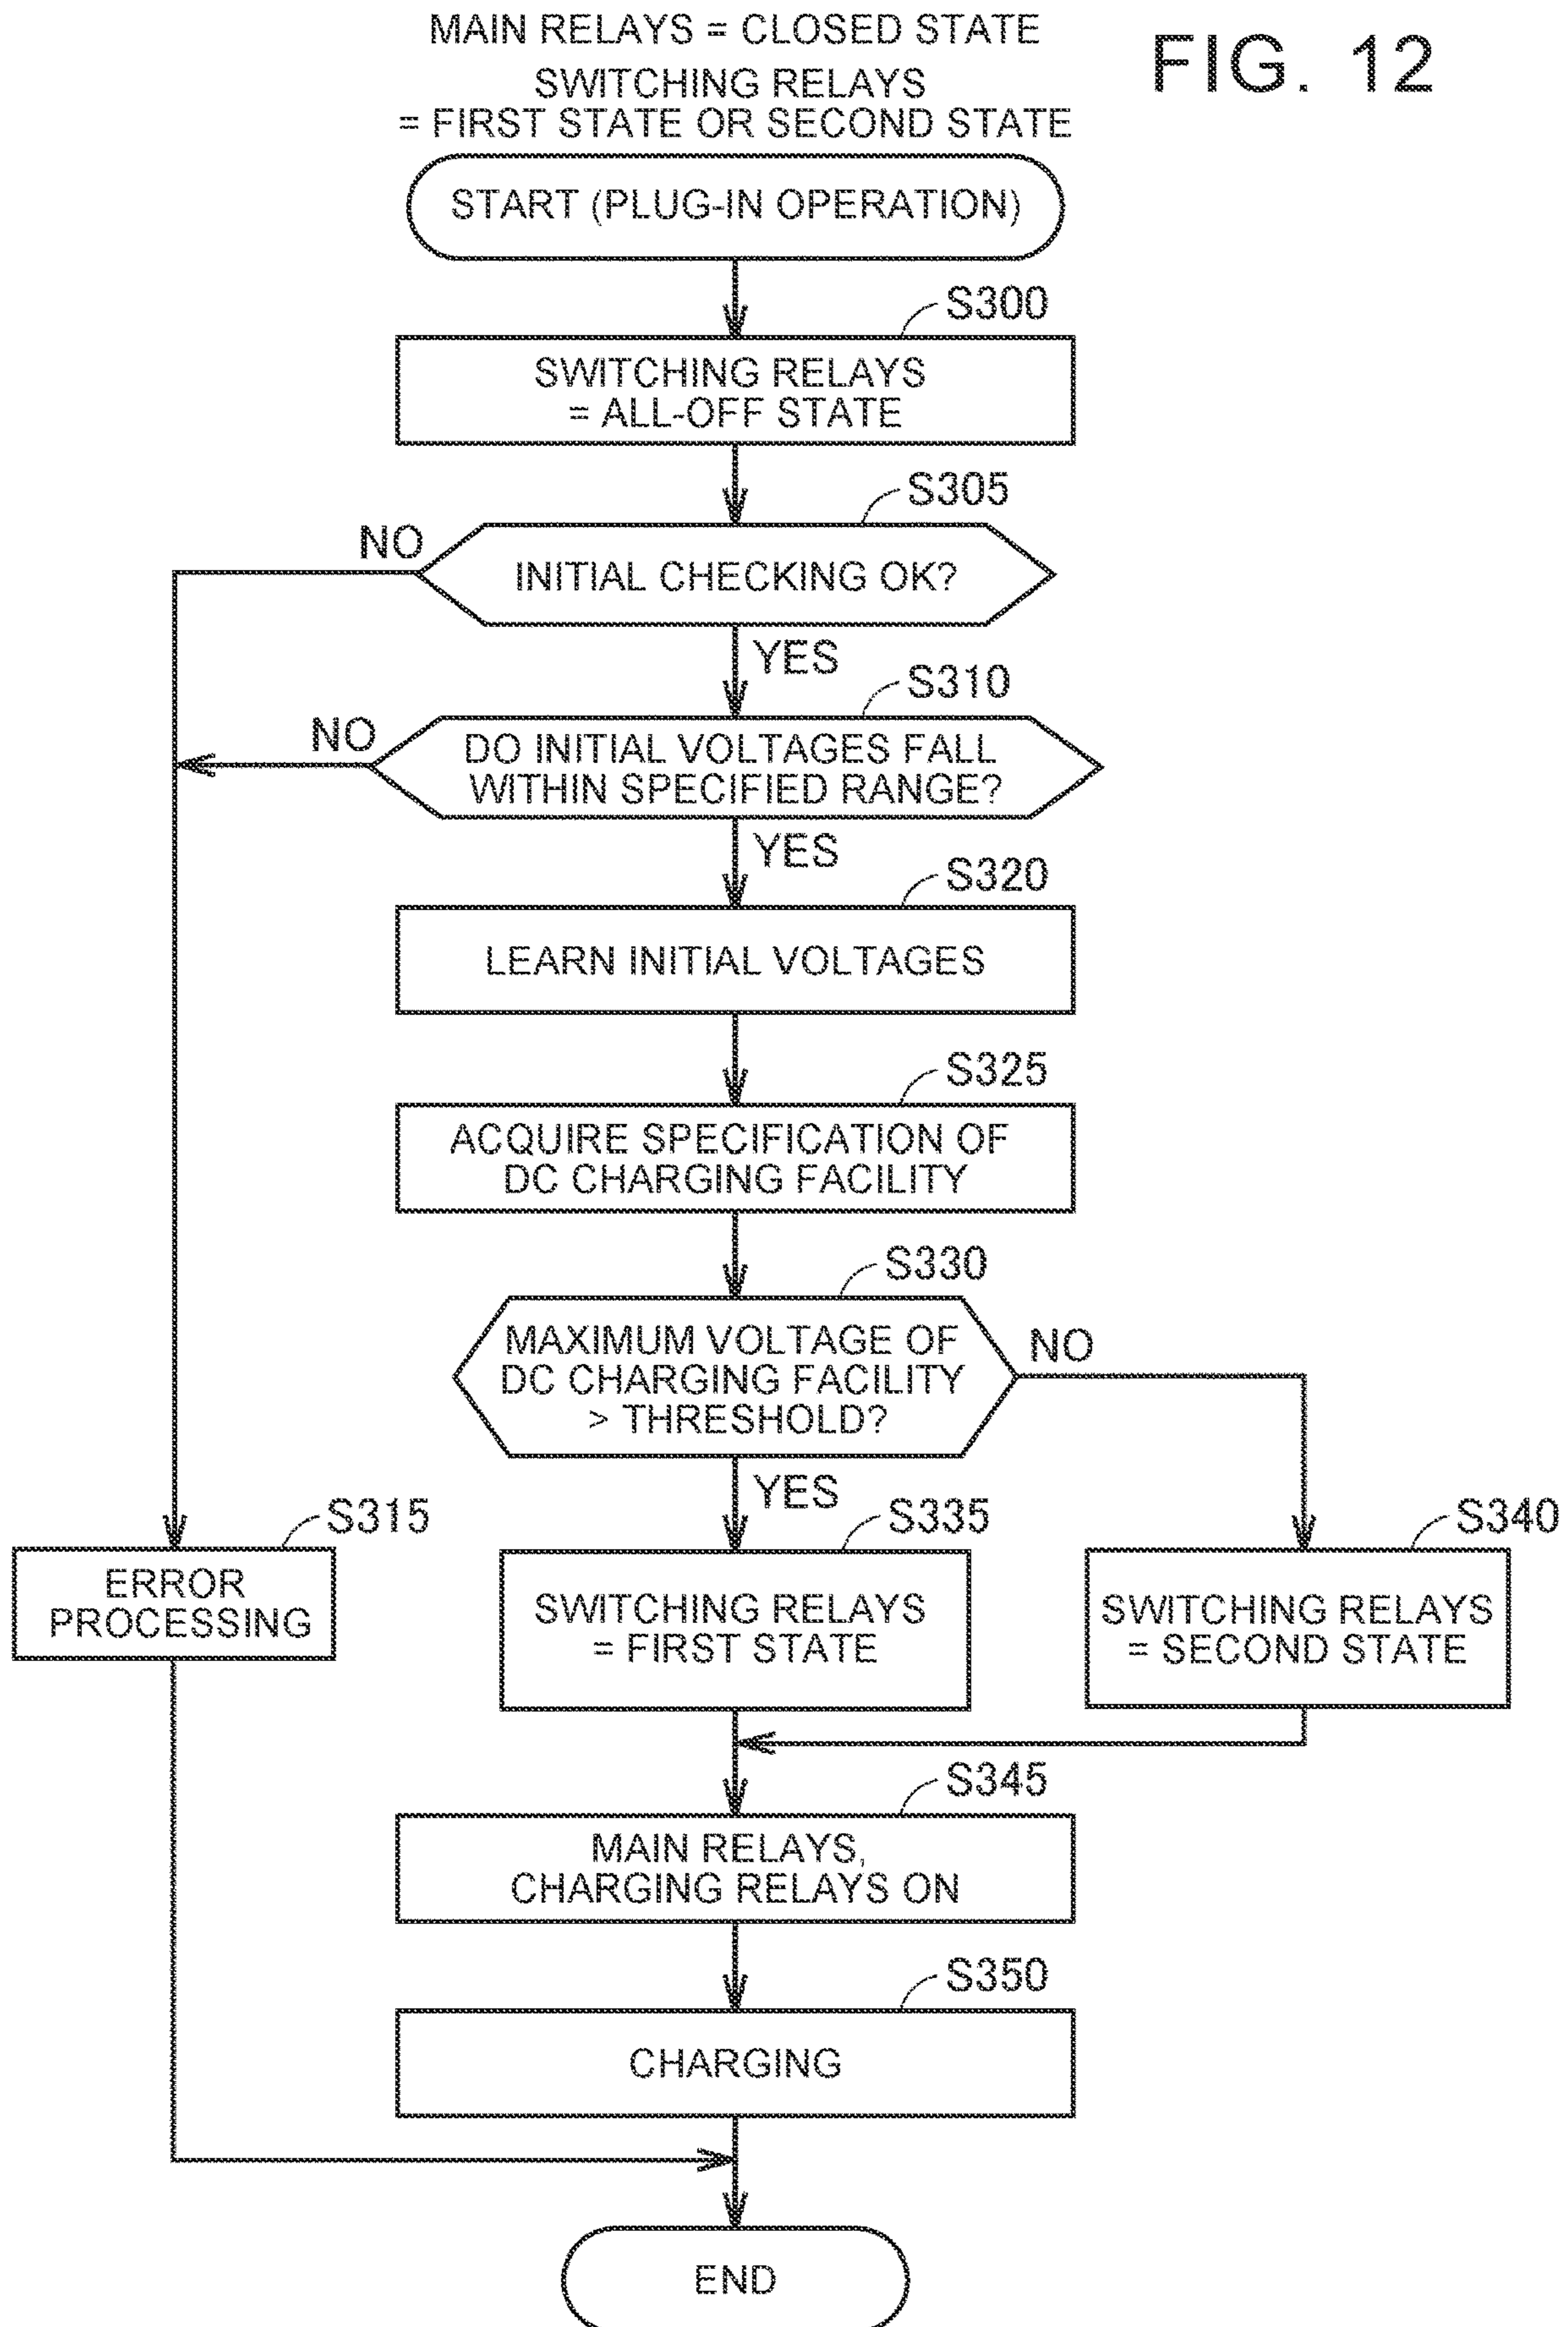 MAIN RELAYS = CLOSED STATE
FIG. 12
SWITCHING RELAYS
= FIRST STATE OR SECOND STATE
START (PLUG-IN OPERATION)
S300
SWITCHING RELAYS
= ALL-OFF STATE
S305
NO
INITIAL CHECKING OK?
YES
S310
NO
DO INITIAL VOLTAGES FALL
WITHIN SPECIFIED RANGE?
YES
S320
LEARN INITIAL VOLTAGES
S325
ACQUIRE SPECIFICATION OF
DC CHARGING FACILITY
S330
MAXIMUM VOLTAGE OF
DC CHARGING FACILITY
> THRESHOLD?
NO
YES
S315
ERROR
PROCESSING
S335
SWITCHING RELAYS
= FIRST STATE
S340
SWITCHING RELAYS
= SECOND STATE
S345
MAIN RELAYS,
CHARGING RELAYS ON
S350
CHARGING
END